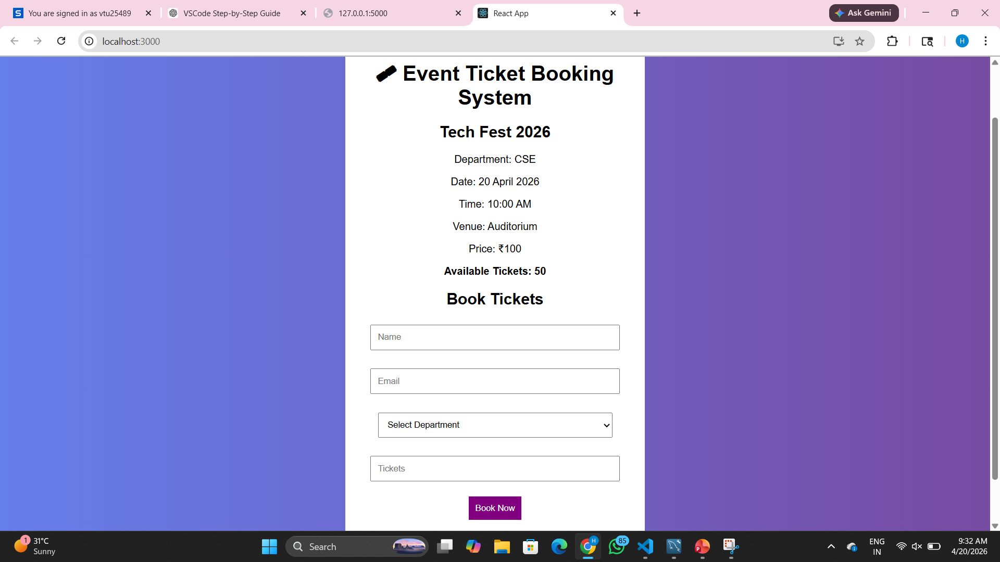 You are signed in as vtu25489
VSCode Step-by-Step Guide
127.0.0.1:5000
React App
Ask Gemini
localhost:3000
H
Event Ticket Booking
System
Tech Fest 2026
Department: CSE
Date: 20 April 2026
Time: 10:00 AM
Venue: Auditorium
Price: ₹100
Available Tickets: 50
Book Tickets
Name
Email
Select Department
Tickets
Book Now
1
31°C
Sunny
Search
H
85
P
ENG
IN
9:32 AM
4/20/2026